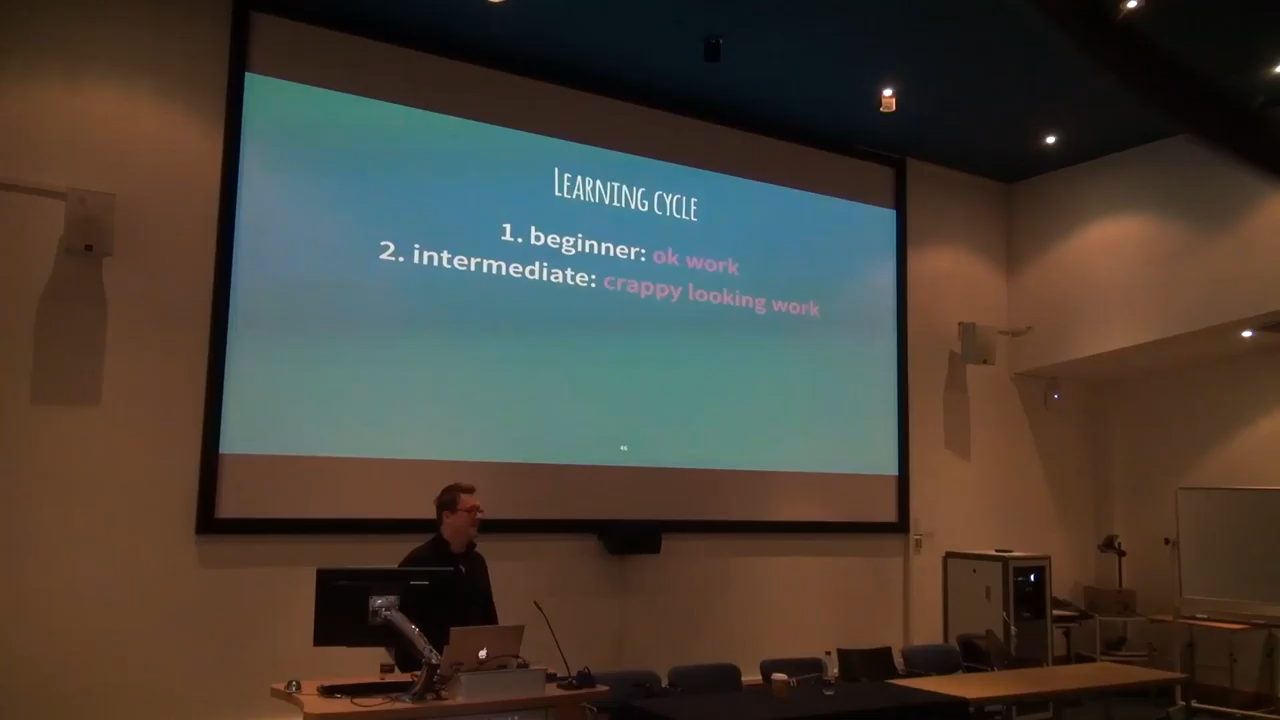 Learning cycle
1. beginner: ok work
2. intermediate: crappy looking work